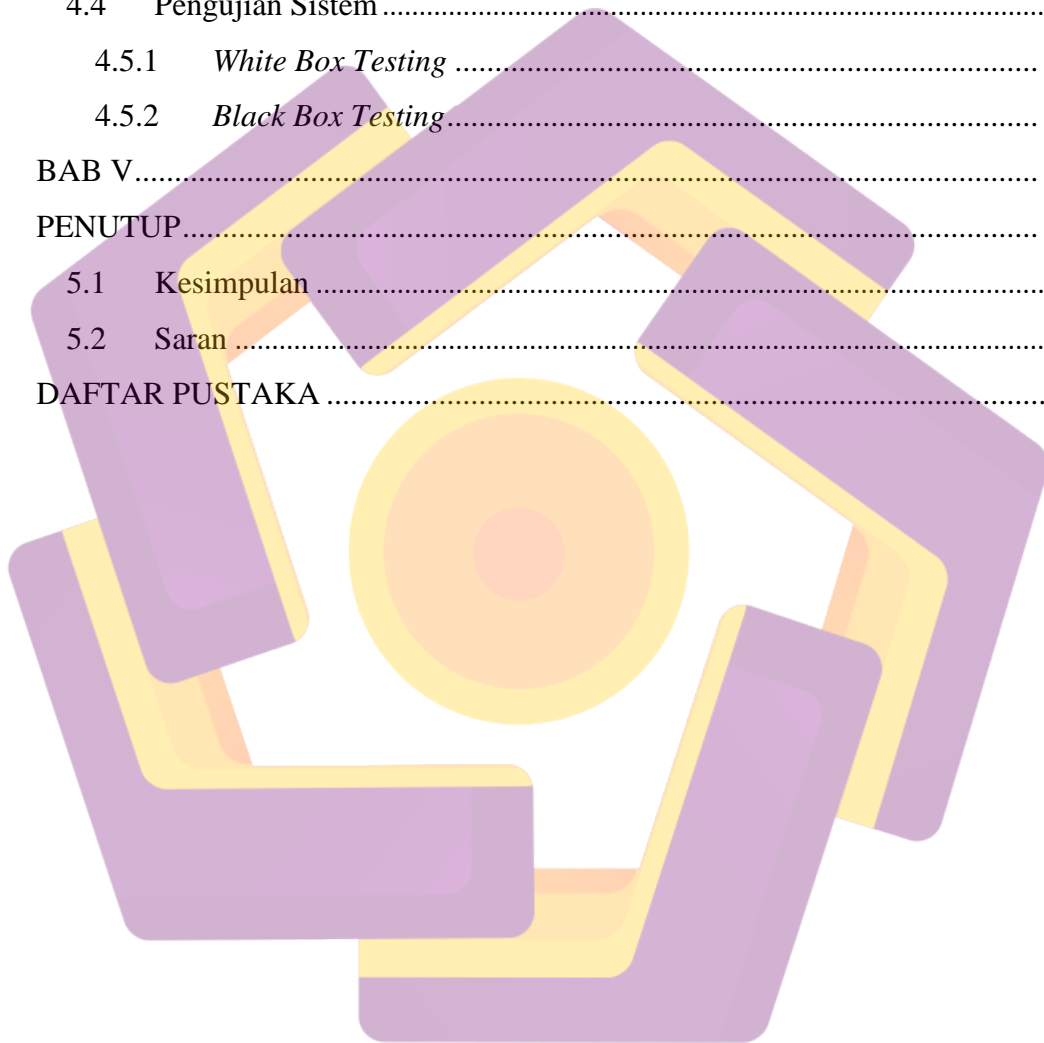 4.4 Pengujian Sistem ........................................................................................
4.5.1 White Box Testing ..........................................................................
4.5.2 Black Box Testing ...........................................................................
BAB V ....................................................................................................................
PENUTUP .............................................................................................................
5.1 Kesimpulan .................................................................................................
5.2 Saran ...........................................................................................................
DAFTAR PUSTAKA ...........................................................................................